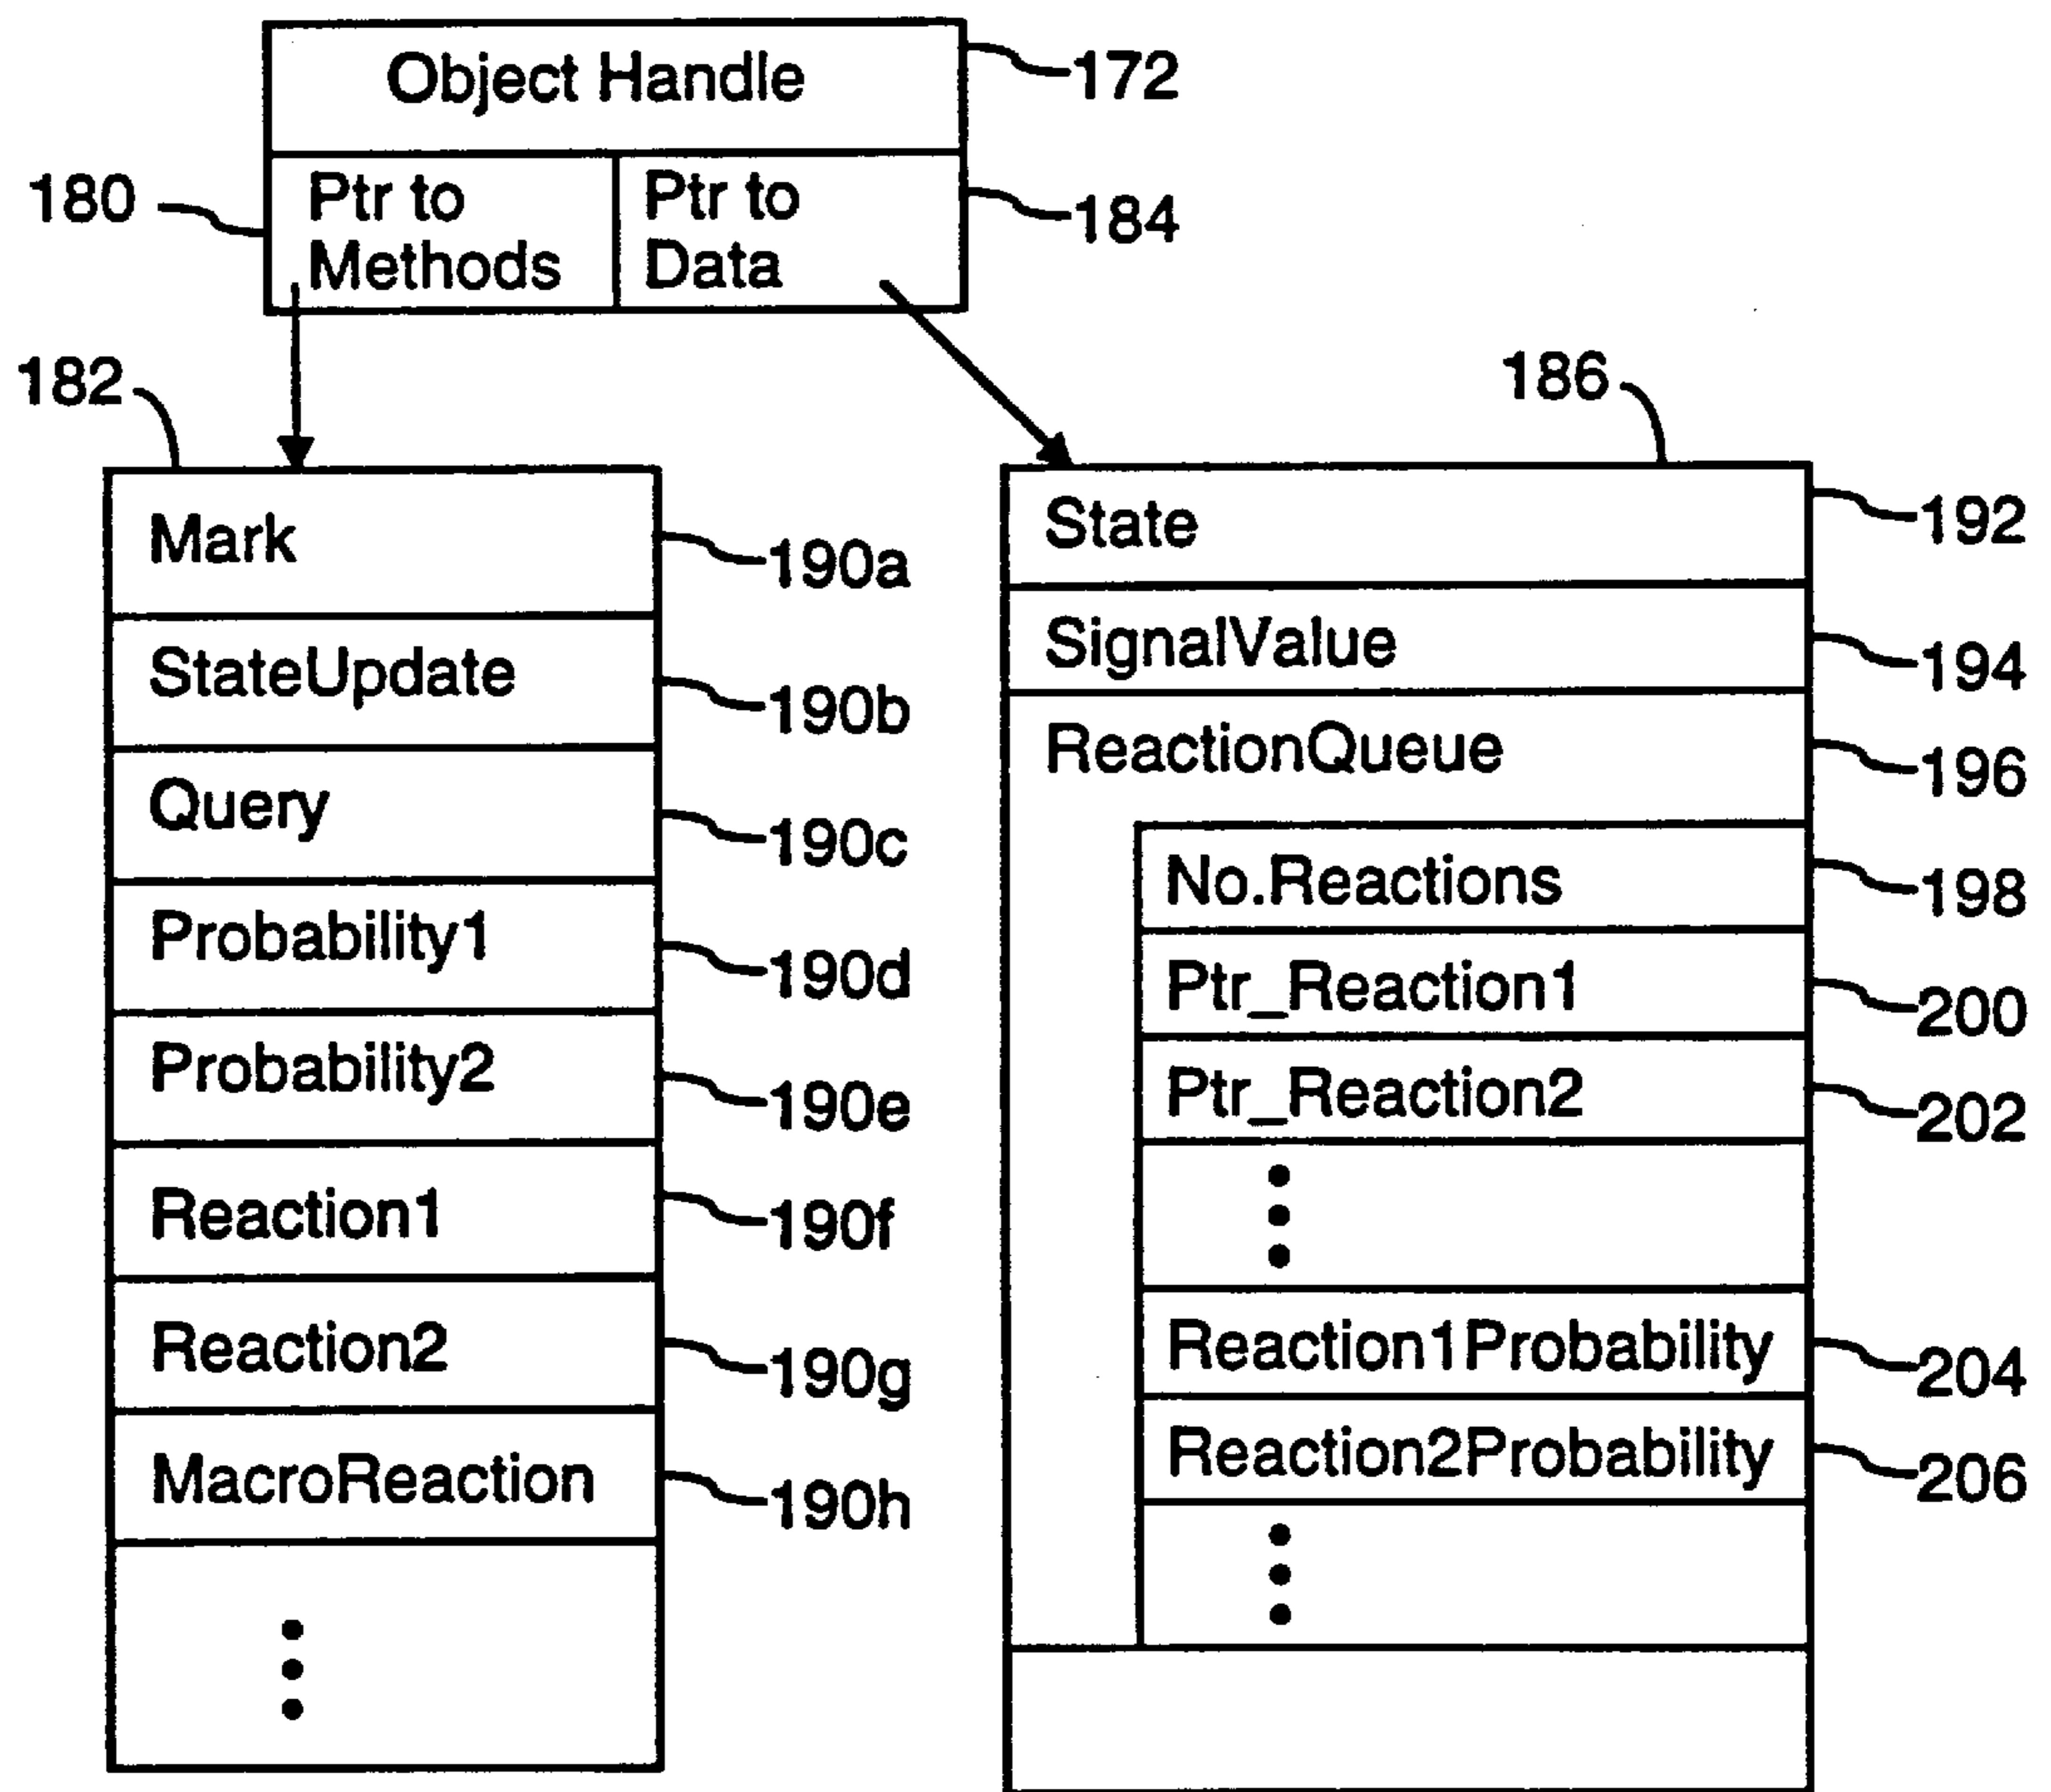 Object Handle
172
180
Ptr to
Methods
Ptr to
Data
184
182
Mark
190a
StateUpdate
190b
Query
190c
Probability1
190d
Probability2
190e
Reaction1
190f
Reaction2
190g
MacroReaction
190h
186
State
192
SignalValue
194
ReactionQueue
196
No.Reactions
198
Ptr_Reaction1
200
Ptr_Reaction2
202
Reaction1Probability
204
Reaction2Probability
206